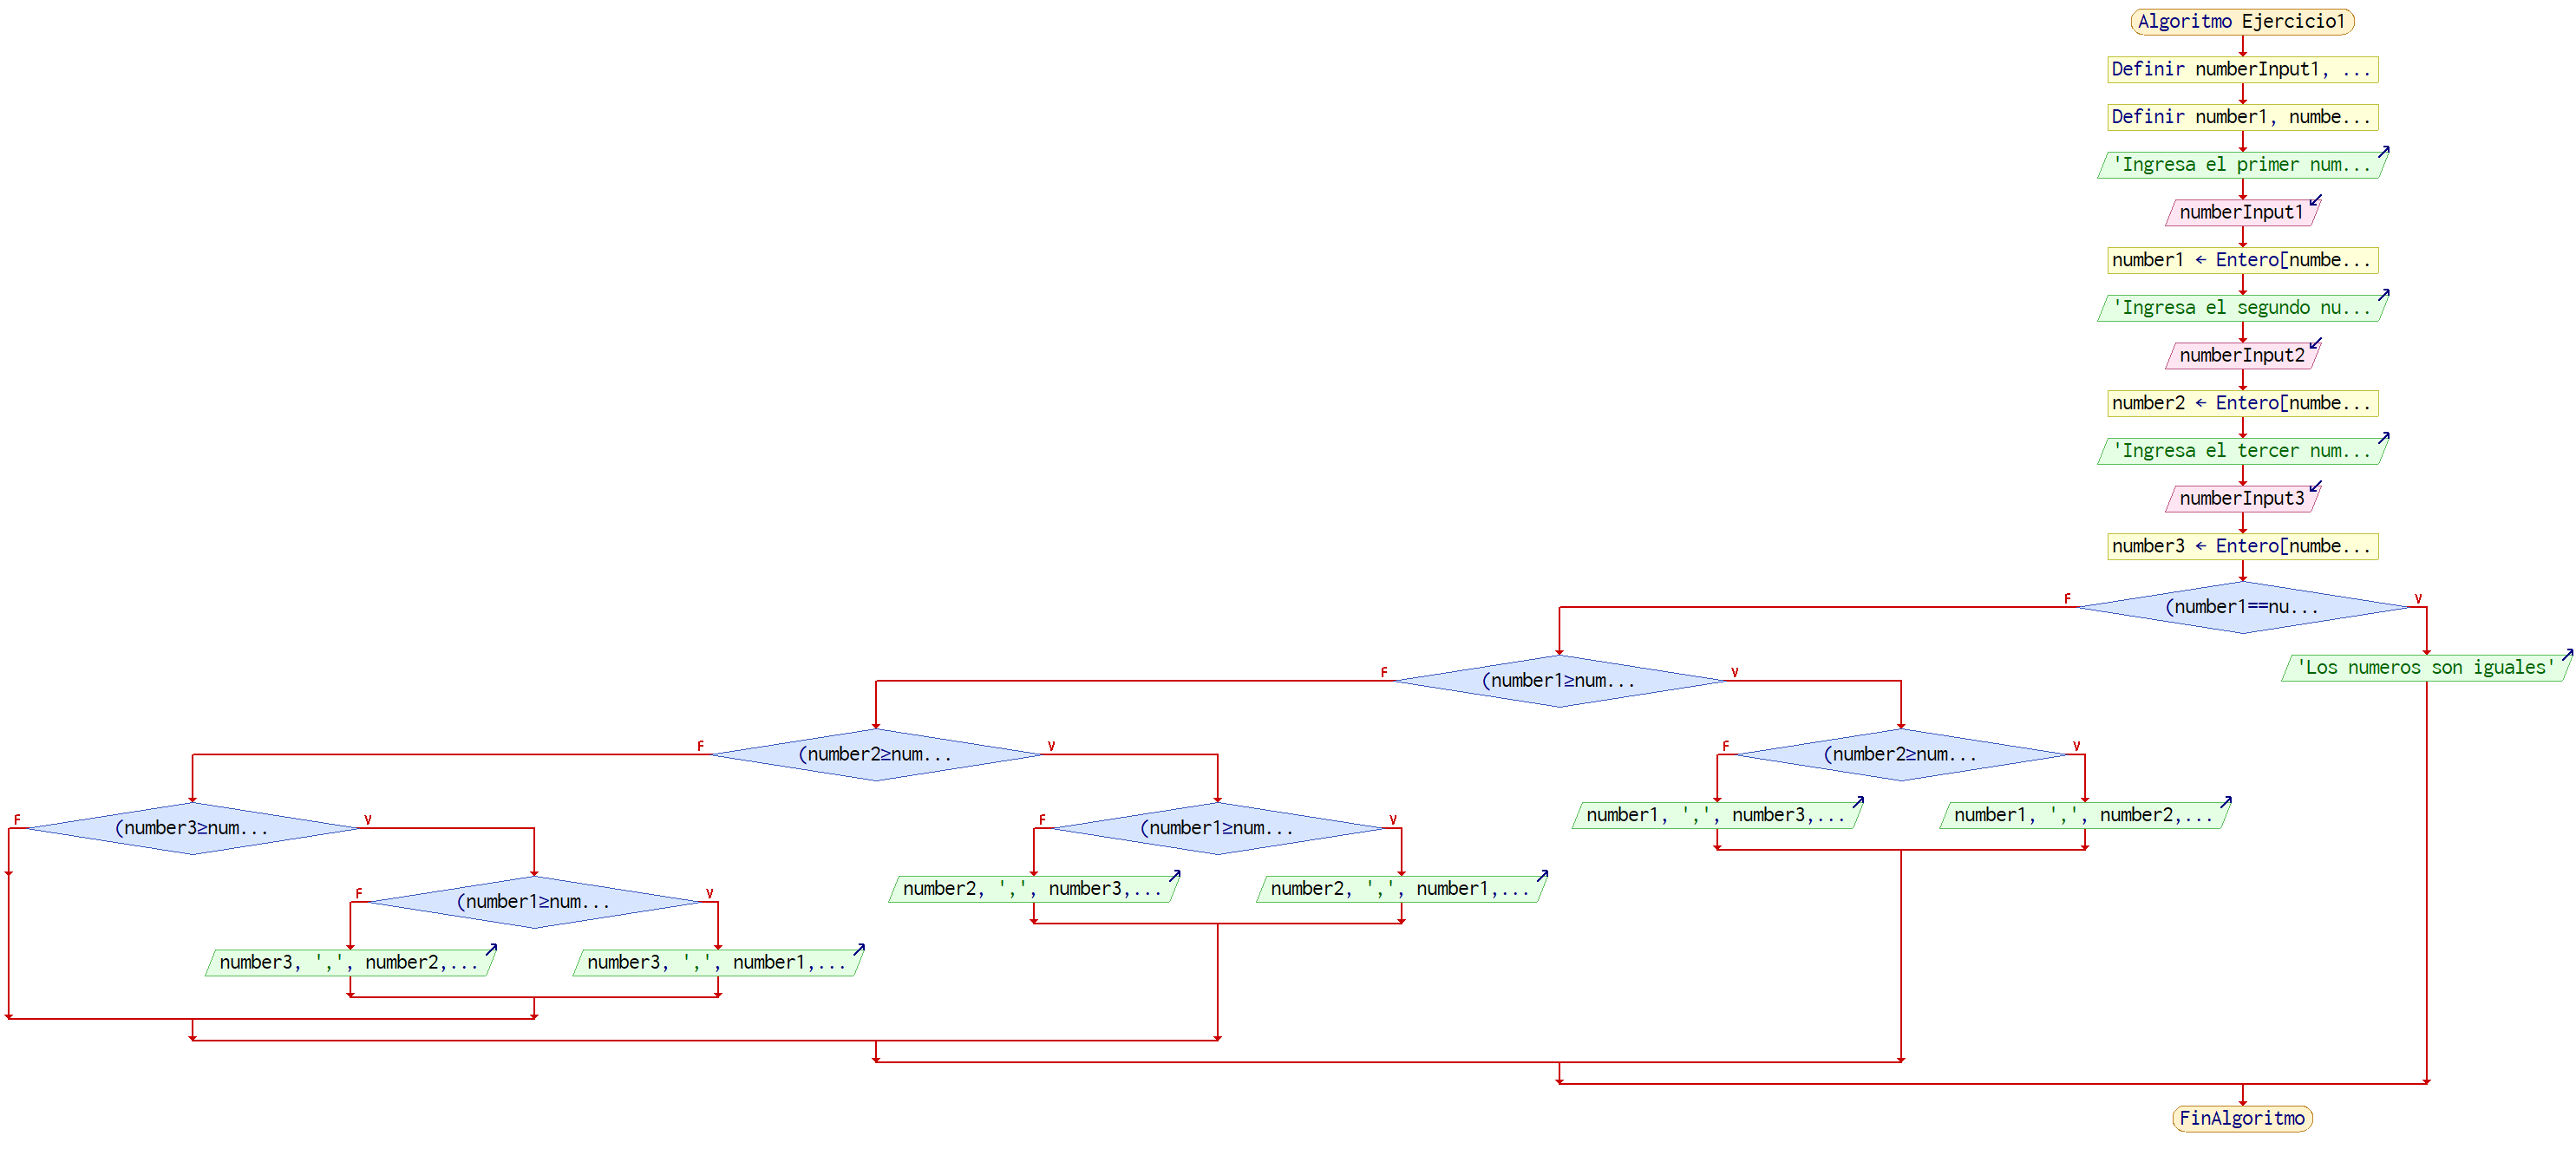 Algoritmo Ejercicio1
Definir numberInput1, ...
Definir number1, numbe...
'Ingresa el primer num...
numberInput1
number1 ← Entero[numbe...
'Ingresa el segundo nu...
numberInput2
number2 ← Entero[numbe...
'Ingresa el tercer num...
numberInput3
number3 ← Entero[numbe...
F (number1==nu... V
'Los numeros son iguales'
F (number1≥num... V
F (number2≥num... V
F (number2≥num... V
number1, ',', number3,...
number1, ',', number2,...
F (number3≥num... V
F (number1≥num... V
number2, ',', number3,...
number2, ',', number1,...
F (number1≥num... V
number3, ',', number2,...
number3, ',', number1,...
FinAlgoritmo